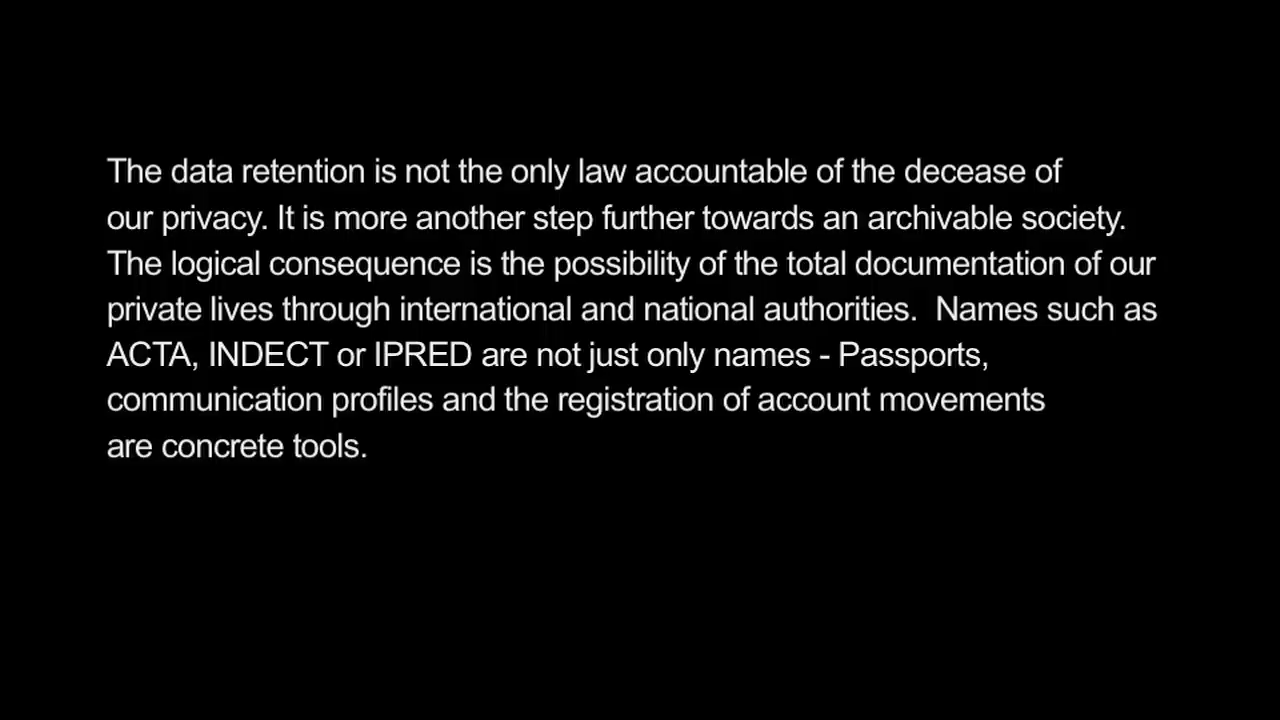 The data retention is not the only law accountable of the decease of
our privacy. It is more another step further towards an archivable society.
The logical consequence is the possibility of the total documentation of our
private lives through international and national authorities.  Names such as
ACTA, INDECT or IPRED are not just only names - Passports,
communication profiles and the registration of account movements
are concrete tools.